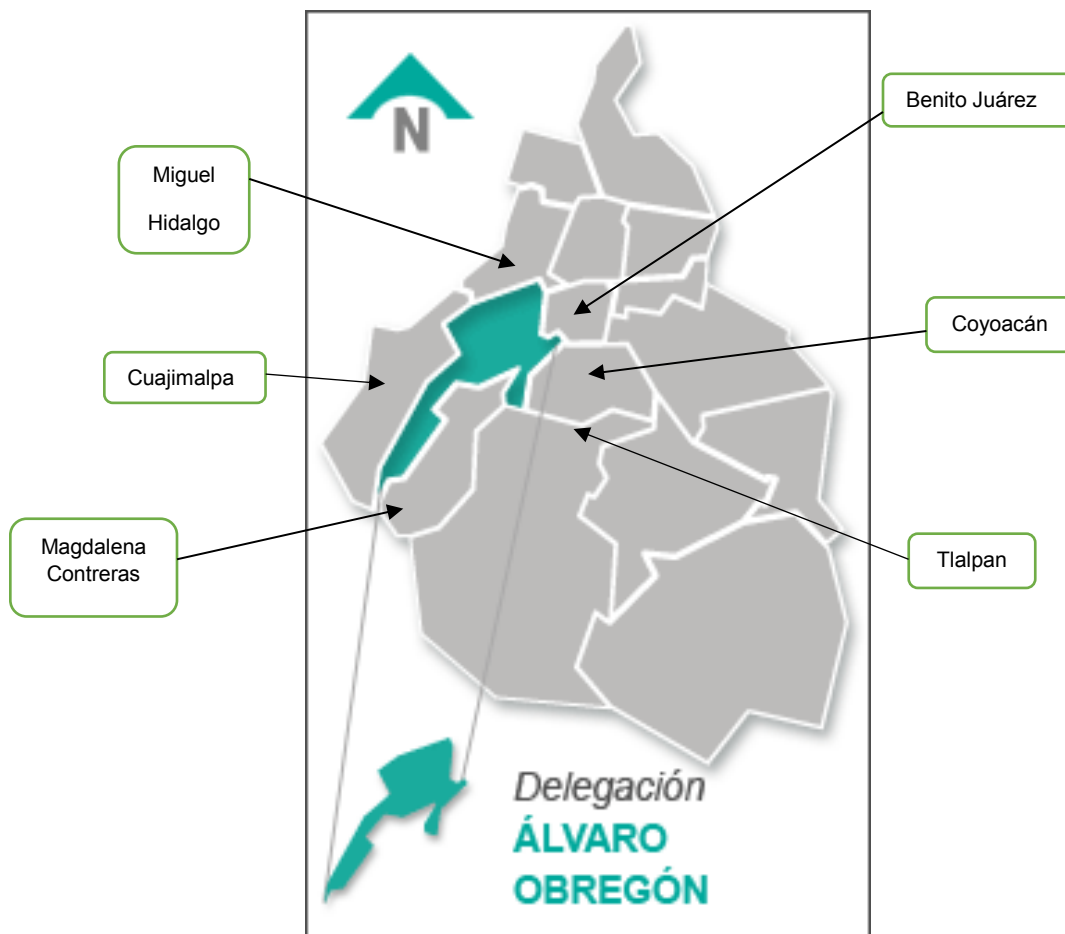 N
Benito Juárez
Miguel
Hidalgo
Coyoacán
Cuajimalpa
Magdalena
Contreras
Tlalpan
Delegación
ÁLVARO
OBREGÓN